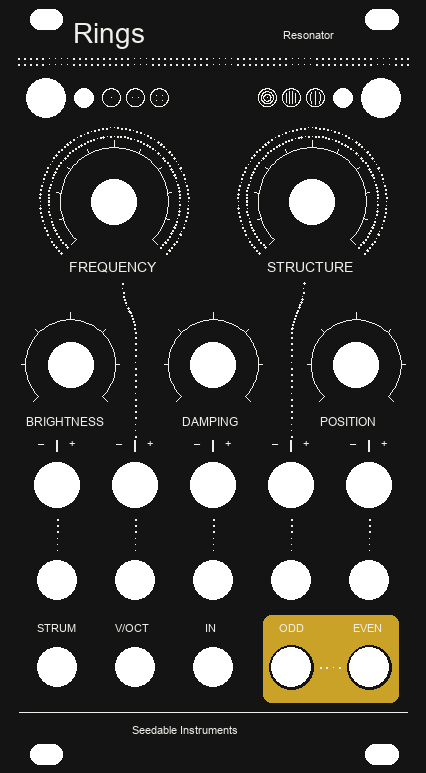 Rings
Resonator
FREQUENCY
STRUCTURE
BRIGHTNESS
DAMPING
POSITION
– + – + – + – + – +
STRUM
V/OCT
IN
ODD
EVEN
Seedable Instruments